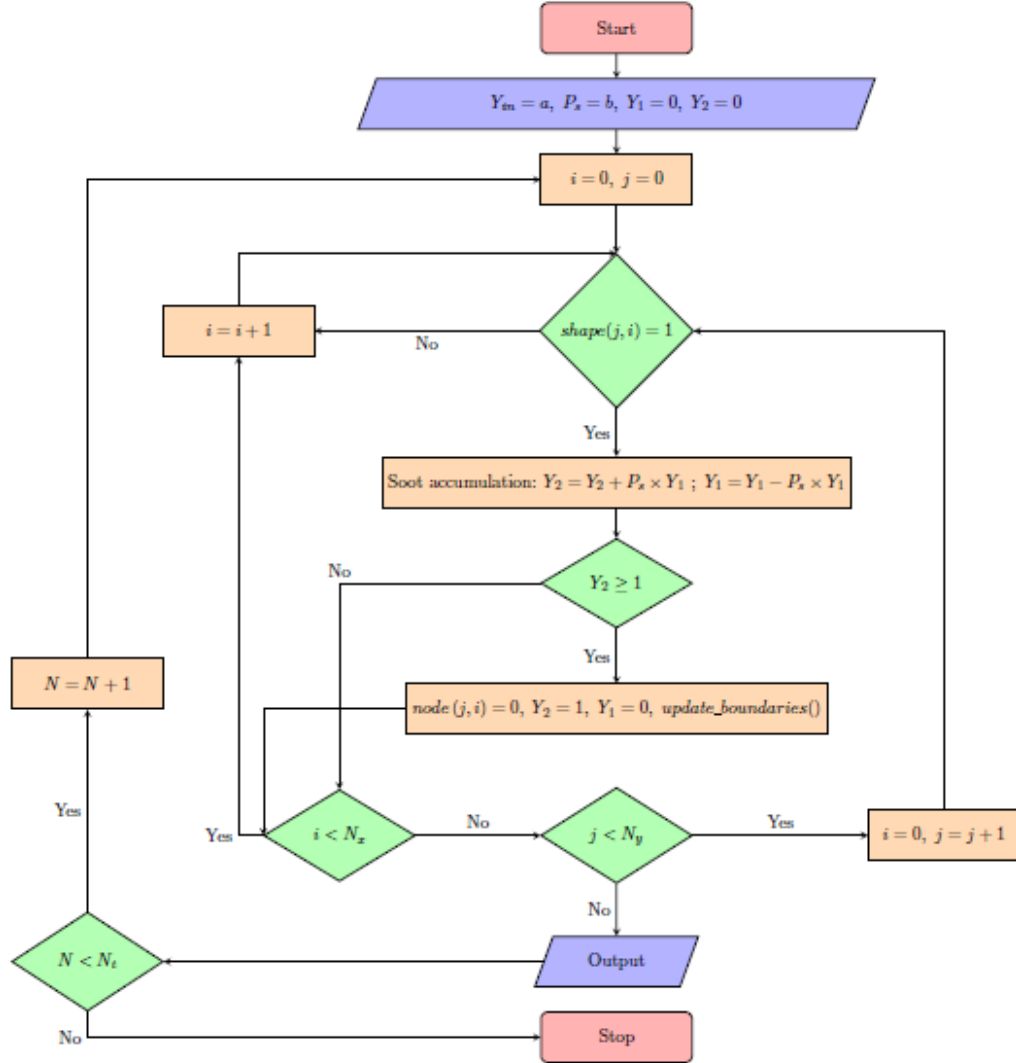 Start
Y_in = a, P_s = b, Y_1 = 0, Y_2 = 0
i = 0, j = 0
i = i + 1
shape(j, i) = 1
No
Yes
Soot accumulation: Y_2 = Y_2 + P_s × Y_1 ; Y_1 = Y_1 − P_s × Y_1
No
Y_2 ≥ 1
Yes
N = N + 1
node(j, i) = 0, Y_2 = 1, Y_1 = 0, update_boundaries()
Yes
Yes
i < N_x
No
j < N_y
Yes
i = 0, j = j + 1
No
N < N_t
Output
No
Stop